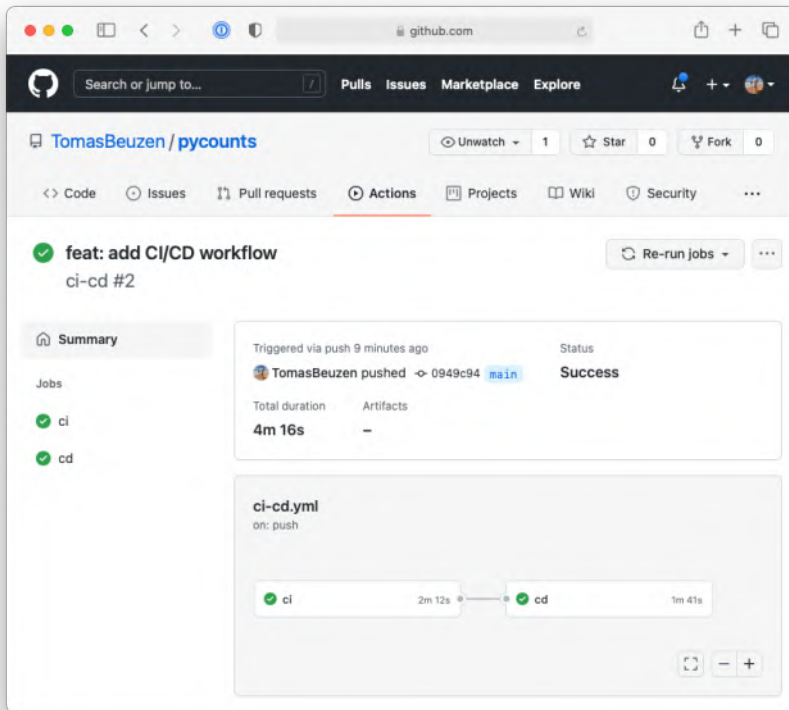 github.com
Search or jump to... / Pulls Issues Marketplace Explore
TomasBeuzen / pycounts Unwatch 1 Star 0 Fork 0
<> Code Issues Pull requests Actions Projects Wiki Security ...
feat: add CI/CD workflow Re-run jobs ...
ci-cd #2
Summary
Jobs
ci
cd
Triggered via push 9 minutes ago Status
TomasBeuzen pushed 0949c94 main Success
Total duration Artifacts
4m 16s –
ci-cd.yml
on: push
ci 2m 12s cd 1m 41s
− +